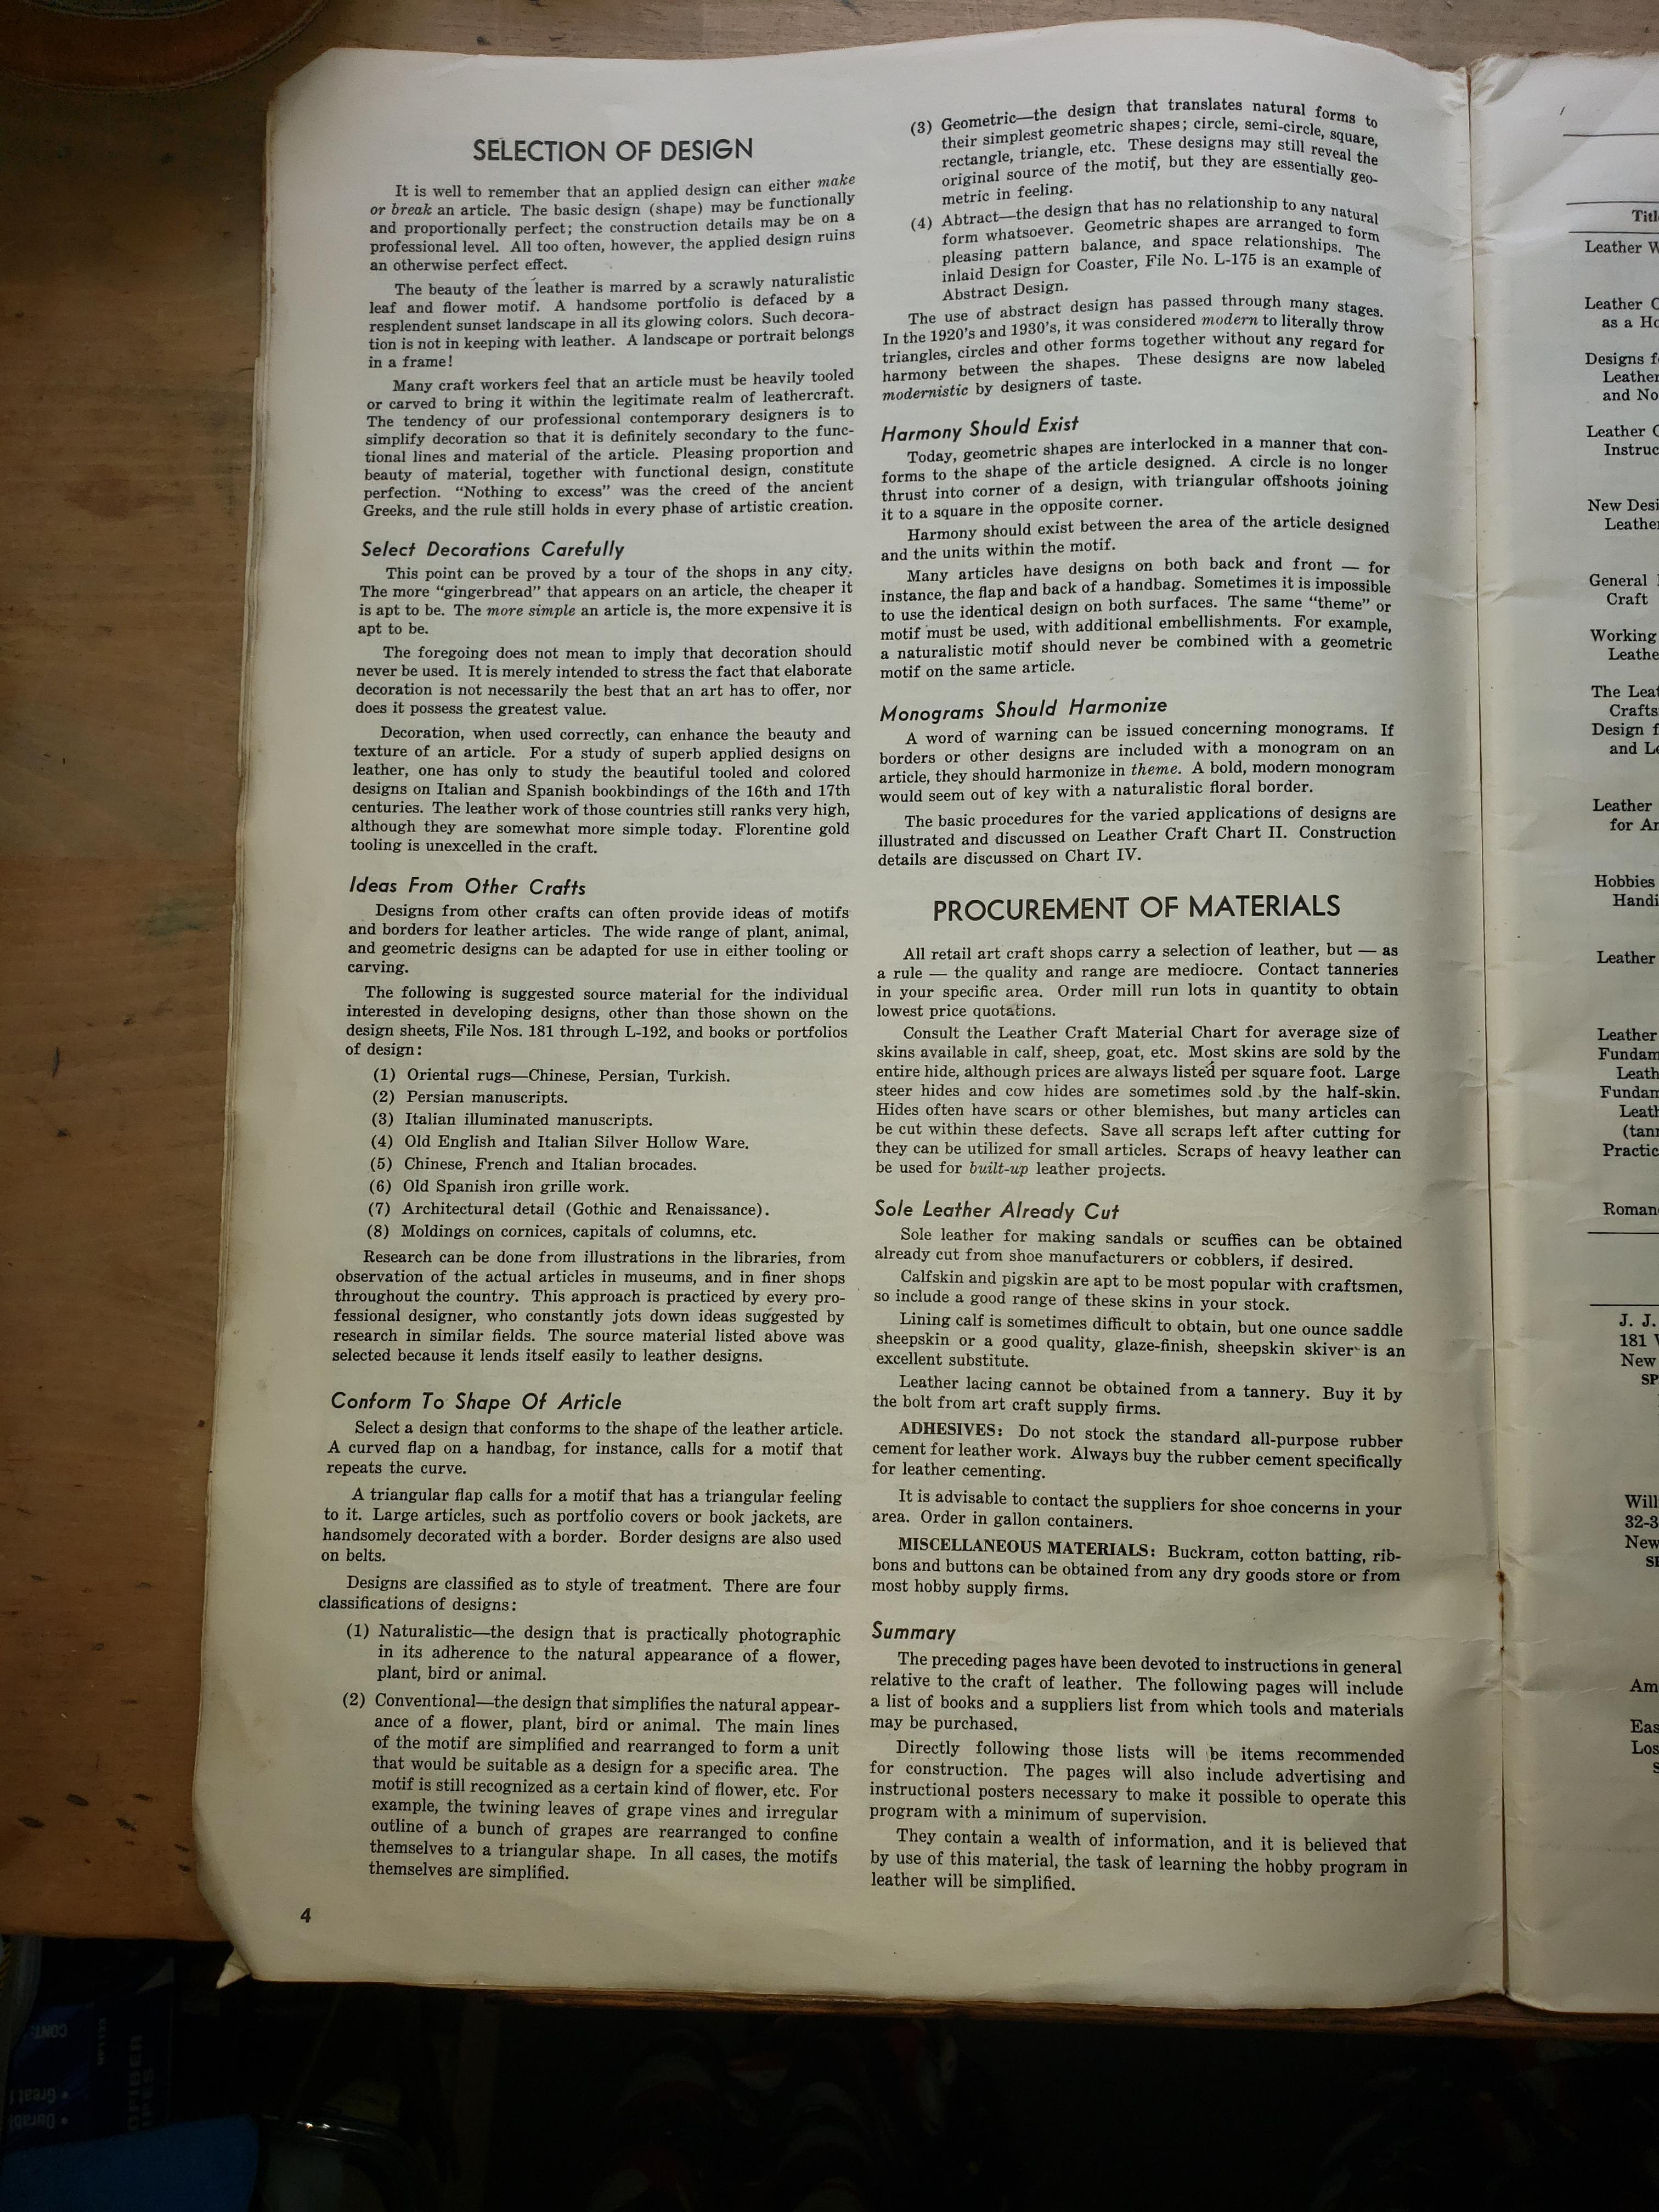 SELECTION OF DESIGN
It is well to remember that an applied design can either make
or break an article. The basic design (shape) may be functionally
and proportionally perfect; the construction details may be on a
professional level. All too often, however, the applied design ruins
an otherwise perfect effect.
The beauty of the leather is marred by a scrawly naturalistic
leaf and flower motif. A handsome portfolio is defaced by a
resplendent sunset landscape in all its glowing colors. Such decora-
tion is not in keeping with leather. A landscape or portrait belongs
in a frame!
Many craft workers feel that an article must be heavily tooled
or carved to bring it within the legitimate realm of leathercraft.
The tendency of our professional contemporary designers is to
simplify decoration so that it is definitely secondary to the func-
tional lines and material of the article. Pleasing proportion and
beauty of material, together with functional design, constitute
perfection. "Nothing to excess" was the creed of the ancient
Greeks, and the rule still holds in every phase of artistic creation.
Select Decorations Carefully
This point can be proved by a tour of the shops in any city.
The more "gingerbread" that appears on an article, the cheaper it
is apt to be. The more simple an article is, the more expensive it is
apt to be.
The foregoing does not mean to imply that decoration should
never be used. It is merely intended to stress the fact that elaborate
decoration is not necessarily the best that an art has to offer, nor
does it possess the greatest value.
Decoration, when used correctly, can enhance the beauty and
texture of an article. For a study of superb applied designs on
leather, one has only to study the beautiful tooled and colored
designs on Italian and Spanish bookbindings of the 16th and 17th
centuries. The leather work of those countries still ranks very high,
although they are somewhat more simple today. Florentine gold
tooling is unexcelled in the craft.
Ideas From Other Crafts
Designs from other crafts can often provide ideas of motifs
and borders for leather articles. The wide range of plant, animal,
and geometric designs can be adapted for use in either tooling or
carving.
The following is suggested source material for the individual
interested in developing designs, other than those shown on the
design sheets, File Nos. 181 through L-192, and books or portfolios
of design:
(1) Oriental rugs—Chinese, Persian, Turkish.
(2) Persian manuscripts.
(3) Italian illuminated manuscripts.
(4) Old English and Italian Silver Hollow Ware.
(5) Chinese, French and Italian brocades.
(6) Old Spanish iron grille work.
(7) Architectural detail (Gothic and Renaissance).
(8) Moldings on cornices, capitals of columns, etc.
Research can be done from illustrations in the libraries, from
observation of the actual articles in museums, and in finer shops
throughout the country. This approach is practiced by every pro-
fessional designer, who constantly jots down ideas suggested by
research in similar fields. The source material listed above was
selected because it lends itself easily to leather designs.
Conform To Shape Of Article
Select a design that conforms to the shape of the leather article.
A curved flap on a handbag, for instance, calls for a motif that
repeats the curve.
A triangular flap calls for a motif that has a triangular feeling
to it. Large articles, such as portfolio covers or book jackets, are
handsomely decorated with a border. Border designs are also used
on belts.
Designs are classified as to style of treatment. There are four
classifications of designs:
(1) Naturalistic—the design that is practically photographic
in its adherence to the natural appearance of a flower,
plant, bird or animal.
(2) Conventional—the design that simplifies the natural appear-
ance of a flower, plant, bird or animal. The main lines
of the motif are simplified and rearranged to form a unit
that would be suitable as a design for a specific area. The
motif is still recognized as a certain kind of flower, etc. For
example, the twining leaves of grape vines and irregular
outline of a bunch of grapes are rearranged to confine
themselves to a triangular shape. In all cases, the motifs
themselves are simplified.
4
(3) Geometric—the design that translates natural forms to
their simplest geometric shapes; circle, semi-circle, square,
rectangle, triangle, etc. These designs may still reveal the
original source of the motif, but they are essentially geo-
metric in feeling.
(4) Abtract—the design that has no relationship to any natural
form whatsoever. Geometric shapes are arranged to form
pleasing pattern balance, and space relationships. The
inlaid Design for Coaster, File No. L-175 is an example of
Abstract Design.
The use of abstract design has passed through many stages.
In the 1920's and 1930's, it was considered modern to literally throw
triangles, circles and other forms together without any regard for
harmony between the shapes. These designs are now labeled
modernistic by designers of taste.
Harmony Should Exist
Today, geometric shapes are interlocked in a manner that con-
forms to the shape of the article designed. A circle is no longer
thrust into corner of a design, with triangular offshoots joining
it to a square in the opposite corner.
Harmony should exist between the area of the article designed
and the units within the motif.
Many articles have designs on both back and front — for
instance, the flap and back of a handbag. Sometimes it is impossible
to use the identical design on both surfaces. The same "theme" or
motif must be used, with additional embellishments. For example,
a naturalistic motif should never be combined with a geometric
motif on the same article.
Monograms Should Harmonize
A word of warning can be issued concerning monograms. If
borders or other designs are included with a monogram on an
article, they should harmonize in theme. A bold, modern monogram
would seem out of key with a naturalistic floral border.
The basic procedures for the varied applications of designs are
illustrated and discussed on Leather Craft Chart II. Construction
details are discussed on Chart IV.
PROCUREMENT OF MATERIALS
All retail art craft shops carry a selection of leather, but — as
a rule — the quality and range are mediocre. Contact tanneries
in your specific area. Order mill run lots in quantity to obtain
lowest price quotations.
Consult the Leather Craft Material Chart for average size of
skins available in calf, sheep, goat, etc. Most skins are sold by the
entire hide, although prices are always listed per square foot. Large
steer hides and cow hides are sometimes sold by the half-skin.
Hides often have scars or other blemishes, but many articles can
be cut within these defects. Save all scraps left after cutting for
they can be utilized for small articles. Scraps of heavy leather can
be used for built-up leather projects.
Sole Leather Already Cut
Sole leather for making sandals or scuffies can be obtained
already cut from shoe manufacturers or cobblers, if desired.
Calfskin and pigskin are apt to be most popular with craftsmen,
so include a good range of these skins in your stock.
Lining calf is sometimes difficult to obtain, but one ounce saddle
sheepskin or a good quality, glaze-finish, sheepskin skiver is an
excellent substitute.
Leather lacing cannot be obtained from a tannery. Buy it by
the bolt from art craft supply firms.
ADHESIVES: Do not stock the standard all-purpose rubber
cement for leather work. Always buy the rubber cement specifically
for leather cementing.
It is advisable to contact the suppliers for shoe concerns in your
area. Order in gallon containers.
MISCELLANEOUS MATERIALS: Buckram, cotton batting, rib-
bons and buttons can be obtained from any dry goods store or from
most hobby supply firms.
Summary
The preceding pages have been devoted to instructions in general
relative to the craft of leather. The following pages will include
a list of books and a suppliers list from which tools and materials
may be purchased.
Directly following those lists will be items recommended
for construction. The pages will also include advertising and
instructional posters necessary to make it possible to operate this
program with a minimum of supervision.
They contain a wealth of information, and it is believed that
by use of this material, the task of learning the hobby program in
leather will be simplified.
Leather
Leather
as a
Designs
Leather
and
Leather
New
Leather
General
Craft
Working
The
Design
and
Leather
for
Hobbies
Leather
Leather
Roman
J. J.
181
New
Will
New